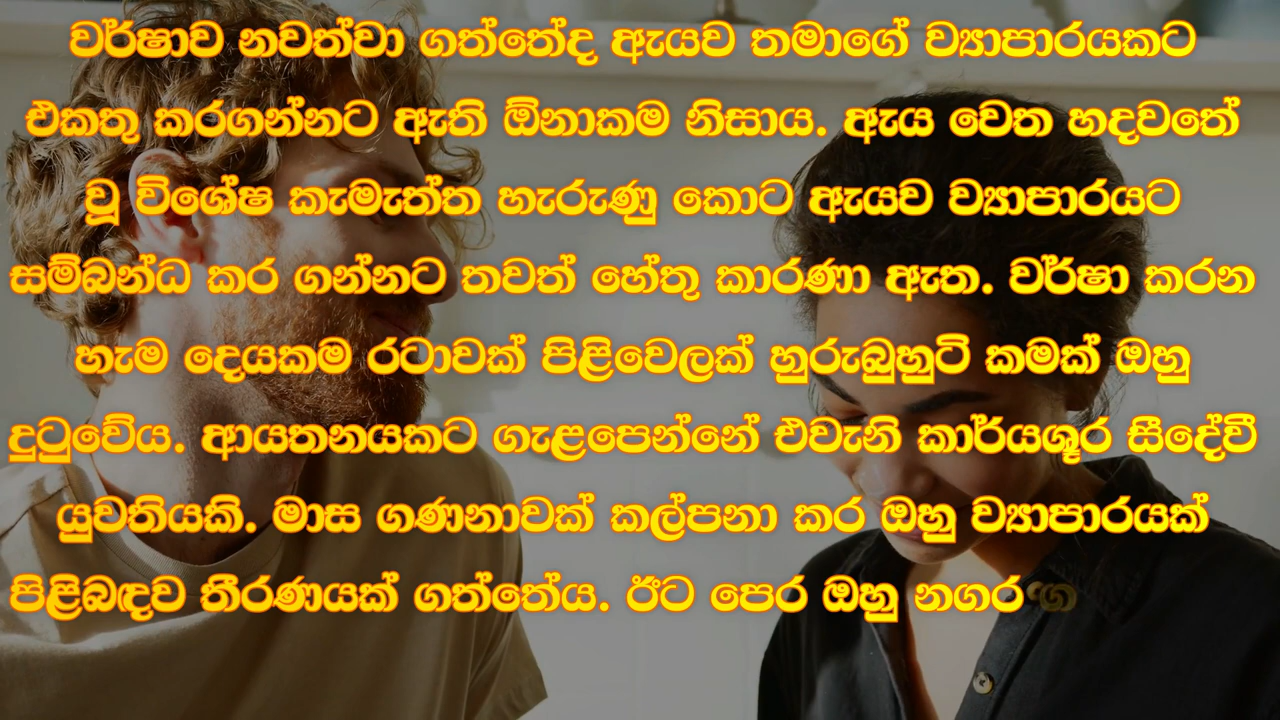 වර්ෂාව නවත්වා ගත්තේද ඇයව තමාගේ ව්‍යාපාරයකට
එකතු කරගන්නට ඇති ඕනාකම නිසාය. ඇය වෙත හදවතේ
වූ විශේෂ කැමැත්ත හැරුණු කොට ඇයව ව්‍යාපාරයට
සම්බන්ධ කර ගන්නට තවත් හේතු කාරණා ඇත. වර්ෂා කරන
හැම දෙයකම රටාවක් පිළිවෙලක් හුරුබුහුටි කමක් ඔහු
දුටුවේය. ආයතනයකට ගැළපෙන්නේ එවැනි කාර්යශූර සීදේවී
යුවතියකි. මාස ගණනාවක් කල්පනා කර ඔහු ව්‍යාපාරයක්
පිළිබඳව තීරණයක් ගත්තේය. ඊට පෙර ඔහු නගර ග